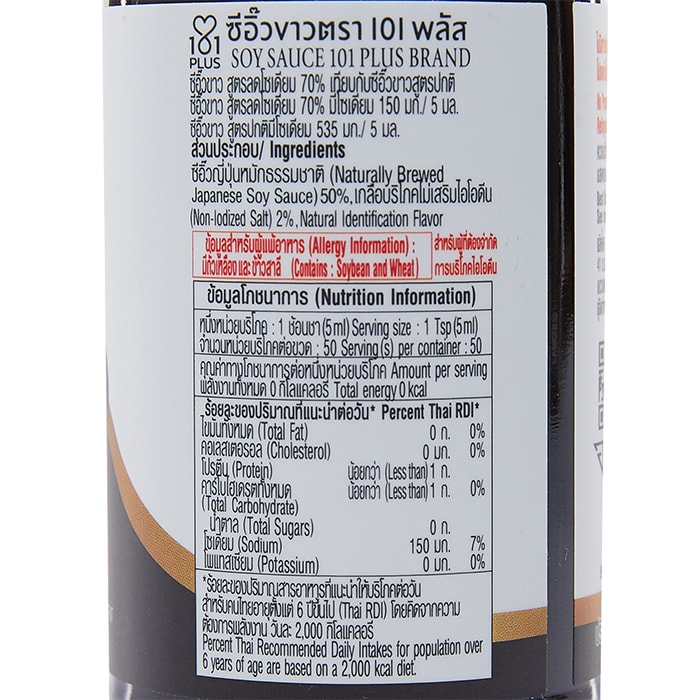 101
PLUS
ซีอิ๊วขาวตรา 101 พลัส
SOY SAUCE 101 PLUS BRAND
ซีอิ๊วขาว สูตรลดโซเดียม 70% เทียบกับซีอิ๊วขาวสูตรปกติ
ซีอิ๊วขาว สูตรลดโซเดียม 70% มีโซเดียม 150 มก./ 5 มล.
ซีอิ๊วขาว สูตรปกติมีโซเดียม 535 มก./ 5 มล.
ส่วนประกอบ/ Ingredients
ซีอิ๊วญี่ปุ่นหมักธรรมชาติ (Naturally Brewed
Japanese Soy Sauce) 50%, เกลือบริโภคไม่เสริมไอโอดีน
(Non-Iodized Salt) 2%, Natural Identification Flavor
ข้อมูลสำหรับผู้แพ้อาหาร (Allergy Information) :
มีถั่วเหลือง และ ข้าวสาลี (Contains : Soybean and Wheat)
สำหรับผู้ที่ต้องจำกัด
การบริโภคไอโอดีน
ข้อมูลโภชนาการ (Nutrition Information)
หนึ่งหน่วยบริโภค : 1 ช้อนชา (5ml) Serving size : 1 Tsp (5ml)
จำนวนหน่วยบริโภคต่อขวด : 50 Serving(s) per container : 50
คุณค่าทางโภชนาการต่อหนึ่งหน่วยบริโภค Amount per serving
พลังงานทั้งหมด 0 กิโลแคลอรี Total energy 0 kcal
ร้อยละของปริมาณที่แนะนำต่อวัน* Percent Thai RDI*
ไขมันทั้งหมด (Total Fat) 0 ก. 0%
คอเลสเตอรอล (Cholesterol) 0 มก. 0%
โปรตีน (Protein) น้อยกว่า (Less than) 1 ก.
คาร์โบไฮเดรตทั้งหมด น้อยกว่า (Less than) 1 ก. 0%
(Total Carbohydrate)
น้ำตาล (Total Sugars) 0 ก.
โซเดียม (Sodium) 150 มก. 7%
โพแทสเซียม (Potassium) 0 มก. 0%
*ร้อยละของปริมาณสารอาหารที่แนะนำให้บริโภคต่อวัน
สำหรับคนไทยอายุตั้งแต่ 6 ปีขึ้นไป (Thai RDI) โดยคิดจากความ
ต้องการพลังงาน วันละ 2,000 กิโลแคลอรี
Percent Thai Recommended Daily Intakes for population over
6 years of age are based on a 2,000 kcal diet.